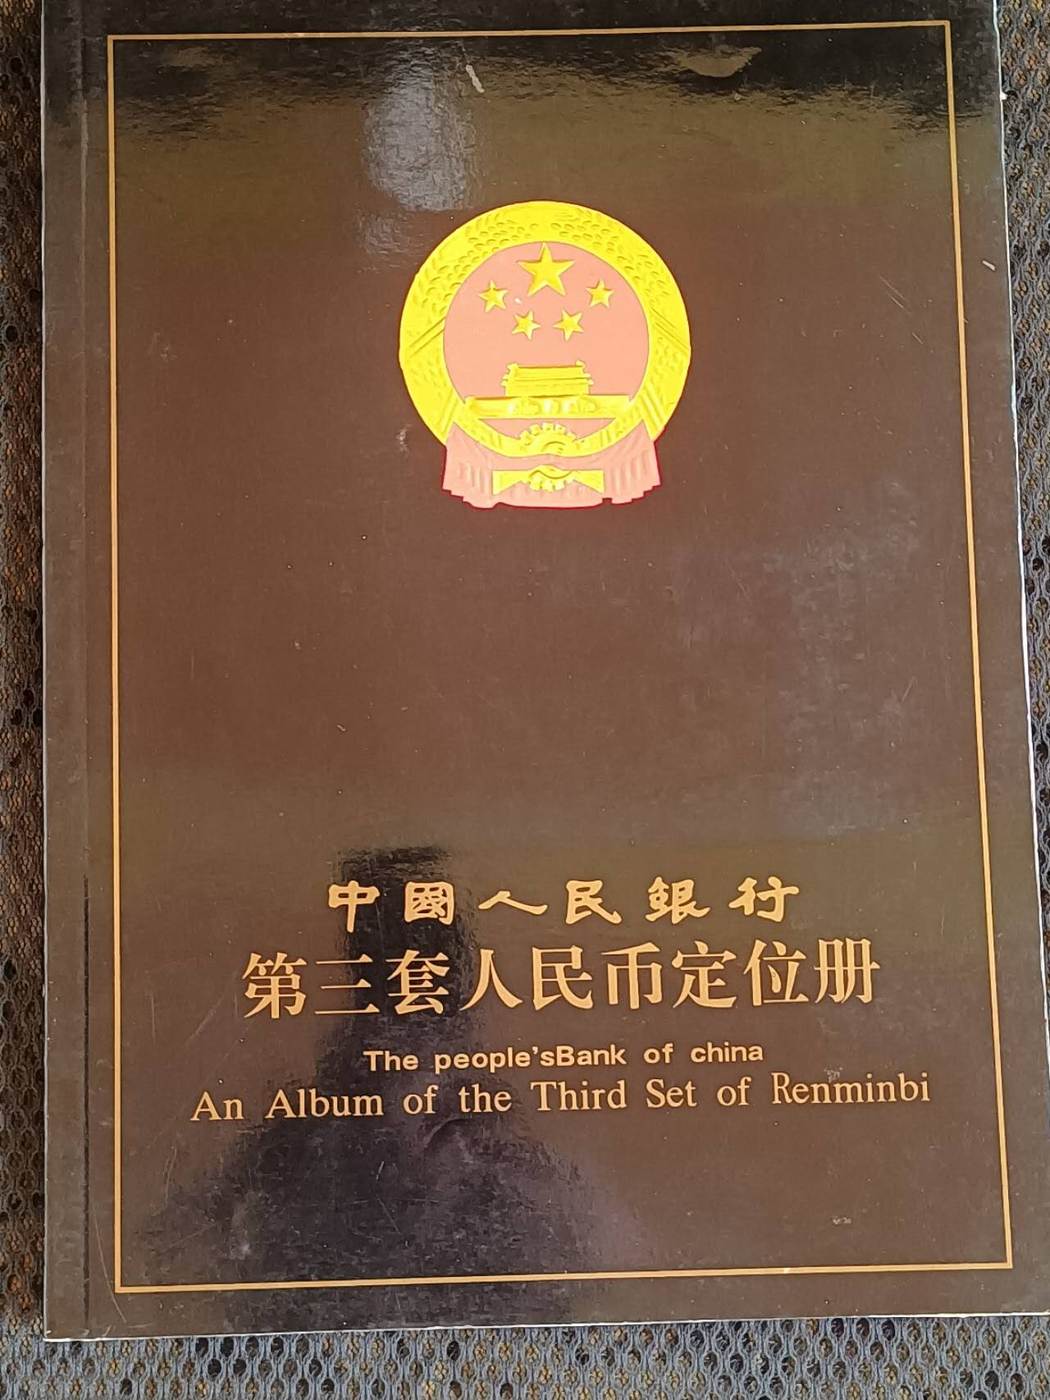 中國人民銀行
第三套人民币定位册
The people'sBank of china
An Album of the Third Set of Renminbi